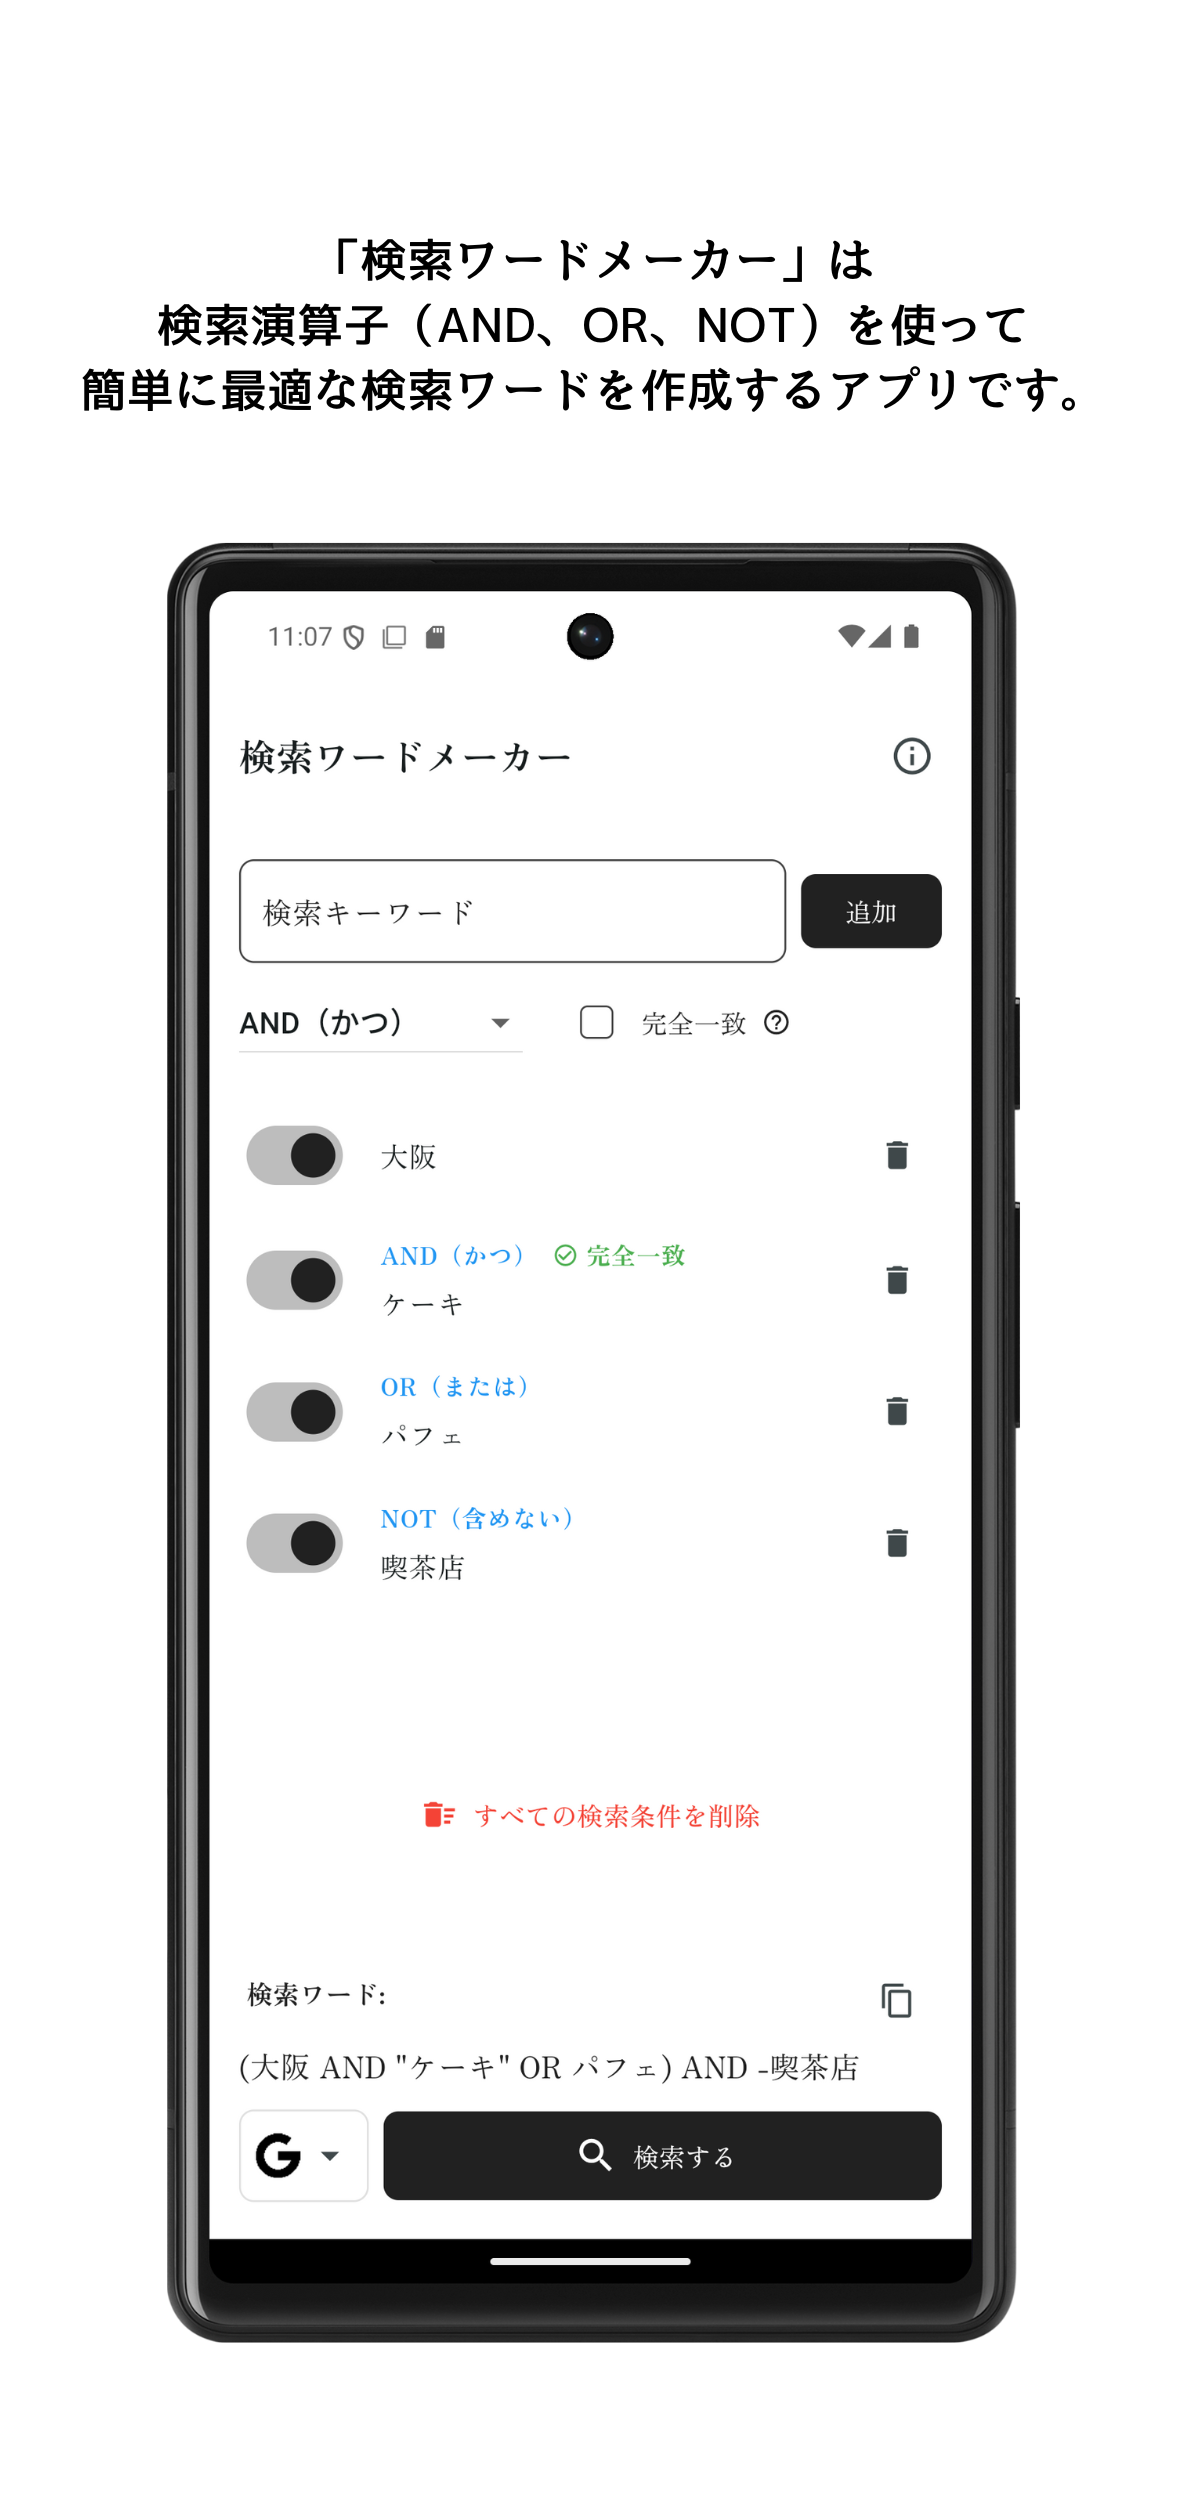 「検索ワードメーカー」は
検索演算子（AND、OR、NOT）を使って
簡単に最適な検索ワードを作成するアプリです。
11:07
検索ワードメーカー
検索キーワード
追加
AND（かつ）
完全一致
大阪
AND（かつ） 完全一致
ケーキ
OR（または）
パフェ
NOT（含めない）
喫茶店
すべての検索条件を削除
検索ワード:
(大阪 AND "ケーキ" OR パフェ) AND -喫茶店
G
検索する